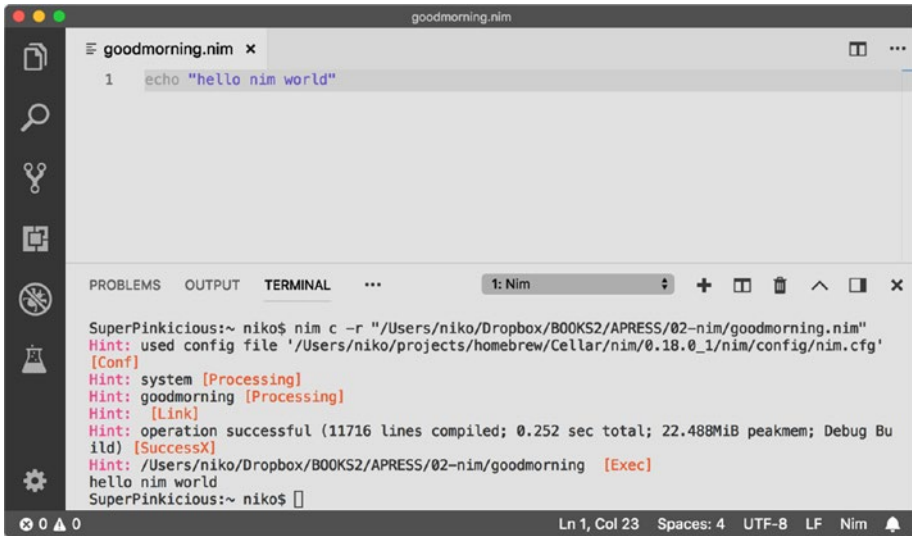 goodmorning.nim
goodmorning.nim ×
1 echo "hello nim world"
PROBLEMS OUTPUT TERMINAL ••• 1: Nim
SuperPinkicious:~ niko$ nim c -r "/Users/niko/Dropbox/BOOKS2/APRESS/02-nim/goodmorning.nim"
Hint: used config file '/Users/niko/projects/homebrew/Cellar/nim/0.18.0_1/nim/config/nim.cfg'
[Conf]
Hint: system [Processing]
Hint: goodmorning [Processing]
Hint:  [Link]
Hint: operation successful (11716 lines compiled; 0.252 sec total; 22.488MiB peakmem; Debug Bu
ild) [SuccessX]
Hint: /Users/niko/Dropbox/BOOKS2/APRESS/02-nim/goodmorning  [Exec]
hello nim world
SuperPinkicious:~ niko$
0 0 Ln 1, Col 23 Spaces: 4 UTF-8 LF Nim